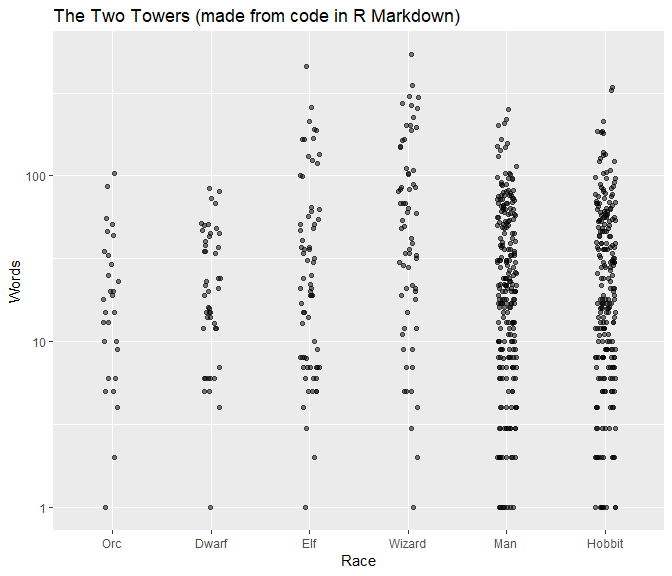 The Two Towers (made from code in R Markdown)
Words
100
10
1
Orc Dwarf Elf Wizard Man Hobbit
Race